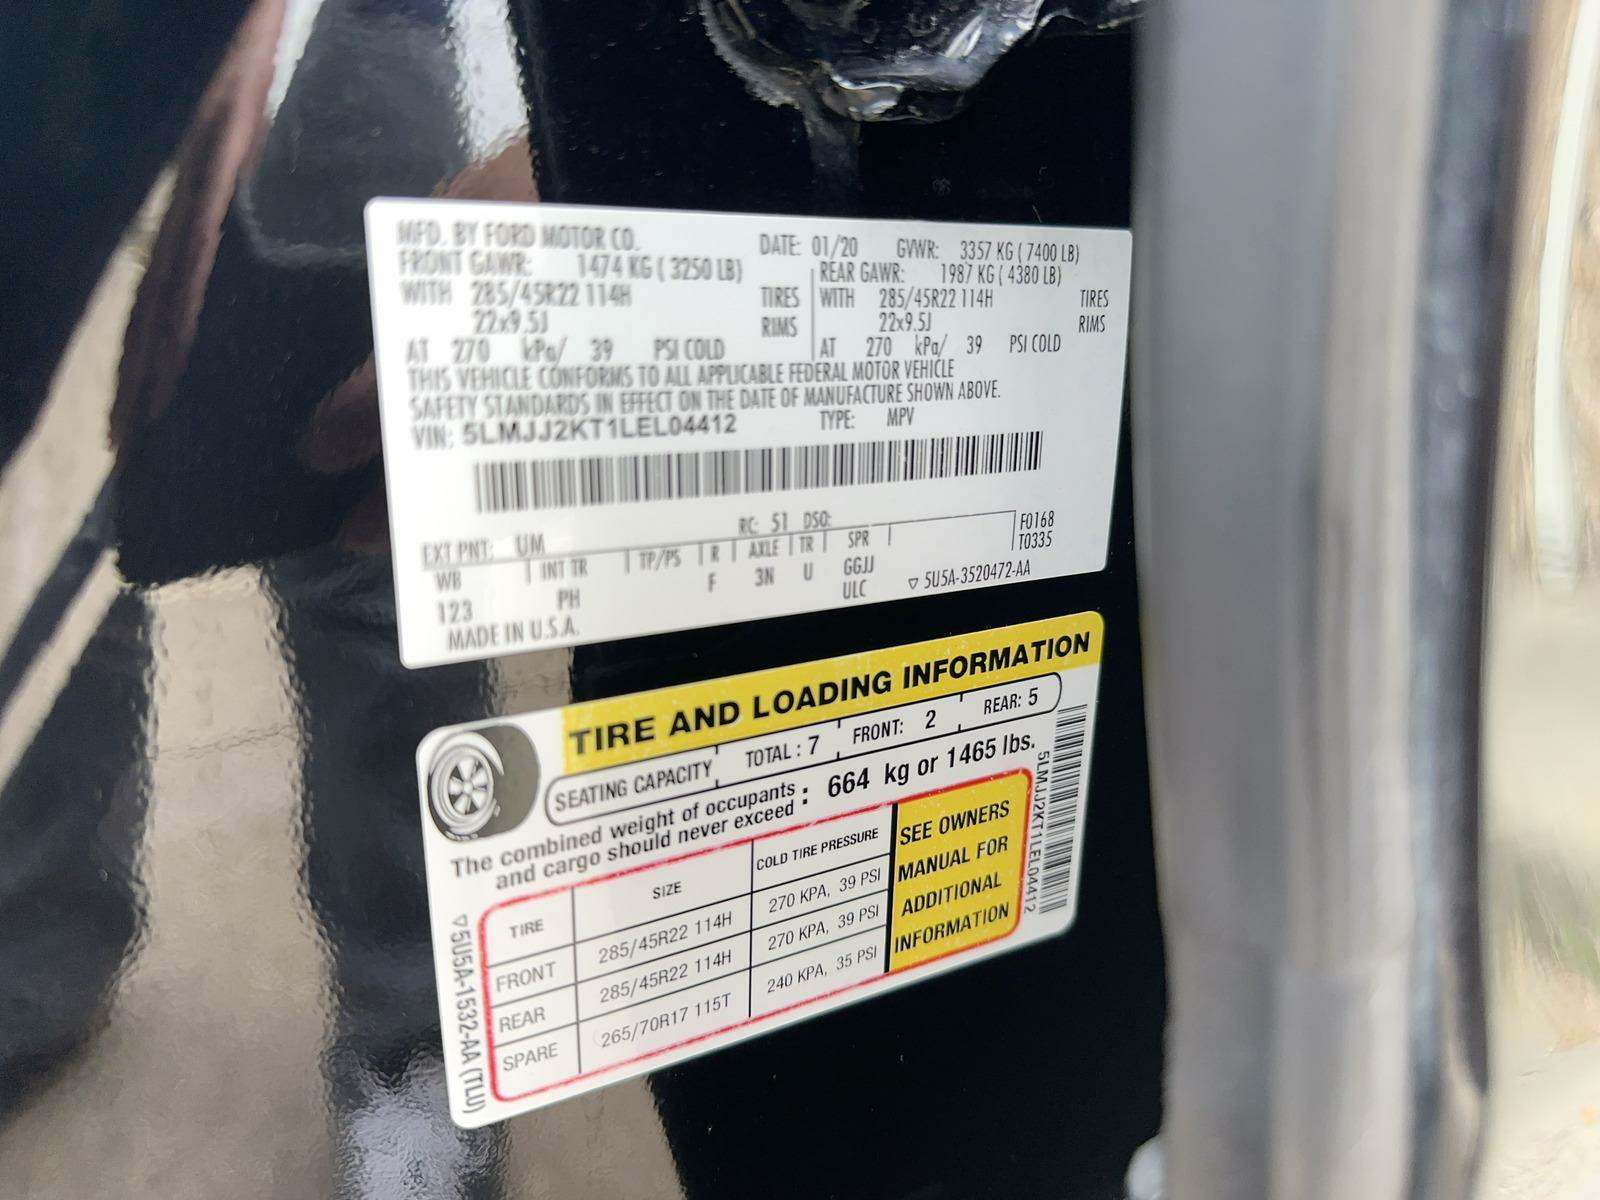 MFD. BY FORD MOTOR CO. DATE: 01/20 GVWR: 3357 KG ( 7400 LB)
FRONT GAWR: 1474 KG ( 3250 LB) REAR GAWR: 1987 KG ( 4380 LB)
WITH 285/45R22 114H TIRES WITH 285/45R22 114H TIRES
22x9.5J RIMS 22x9.5J RIMS
AT 270 kPa/ 39 PSI COLD AT 270 kPa/ 39 PSI COLD
THIS VEHICLE CONFORMS TO ALL APPLICABLE FEDERAL MOTOR VEHICLE
SAFETY STANDARDS IN EFFECT ON THE DATE OF MANUFACTURE SHOWN ABOVE.
VIN: 5LMJJ2KT1LEL04412 TYPE: MPV
EXT PNT: UM RC: 51 DSO: F0168
WB INT TR TP/PS R AXLE TR SPR T0335
123 PH F 3N U GGJJ
ULC ▽ 5U5A-3520472-AA
MADE IN U.S.A.
TIRE AND LOADING INFORMATION
SEATING CAPACITY TOTAL : 7 FRONT: 2 REAR: 5
The combined weight of occupants
and cargo should never exceed : 664 kg or 1465 lbs.
TIRE SIZE COLD TIRE PRESSURE
FRONT 285/45R22 114H 270 KPA, 39 PSI
REAR 285/45R22 114H 270 KPA, 39 PSI
SPARE 265/70R17 115T 240 KPA, 35 PSI
SEE OWNERS
MANUAL FOR
ADDITIONAL
INFORMATION
5LMJJ2KT1LEL04412
▽5U5A-1532-AA (TLU)